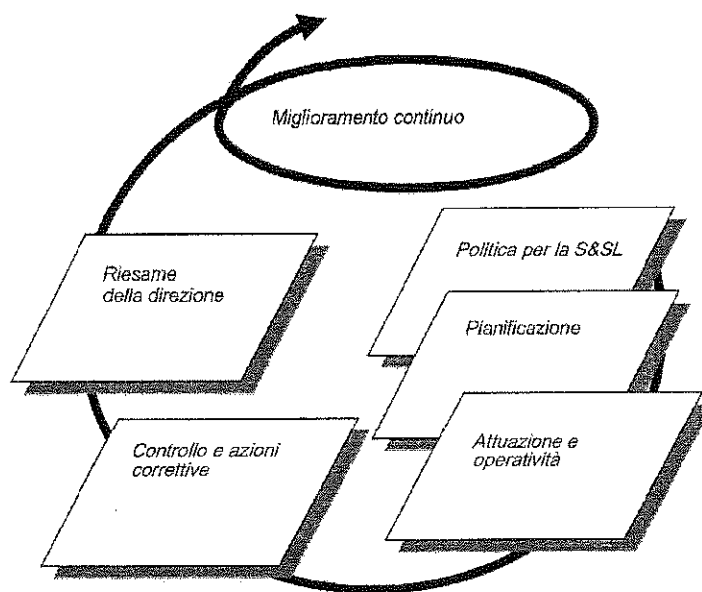 Miglioramento continuo
Politica per la S&SL
Pianificazione
Attuazione e
operatività
Controllo e azioni
correttive
Riesame
della direzione